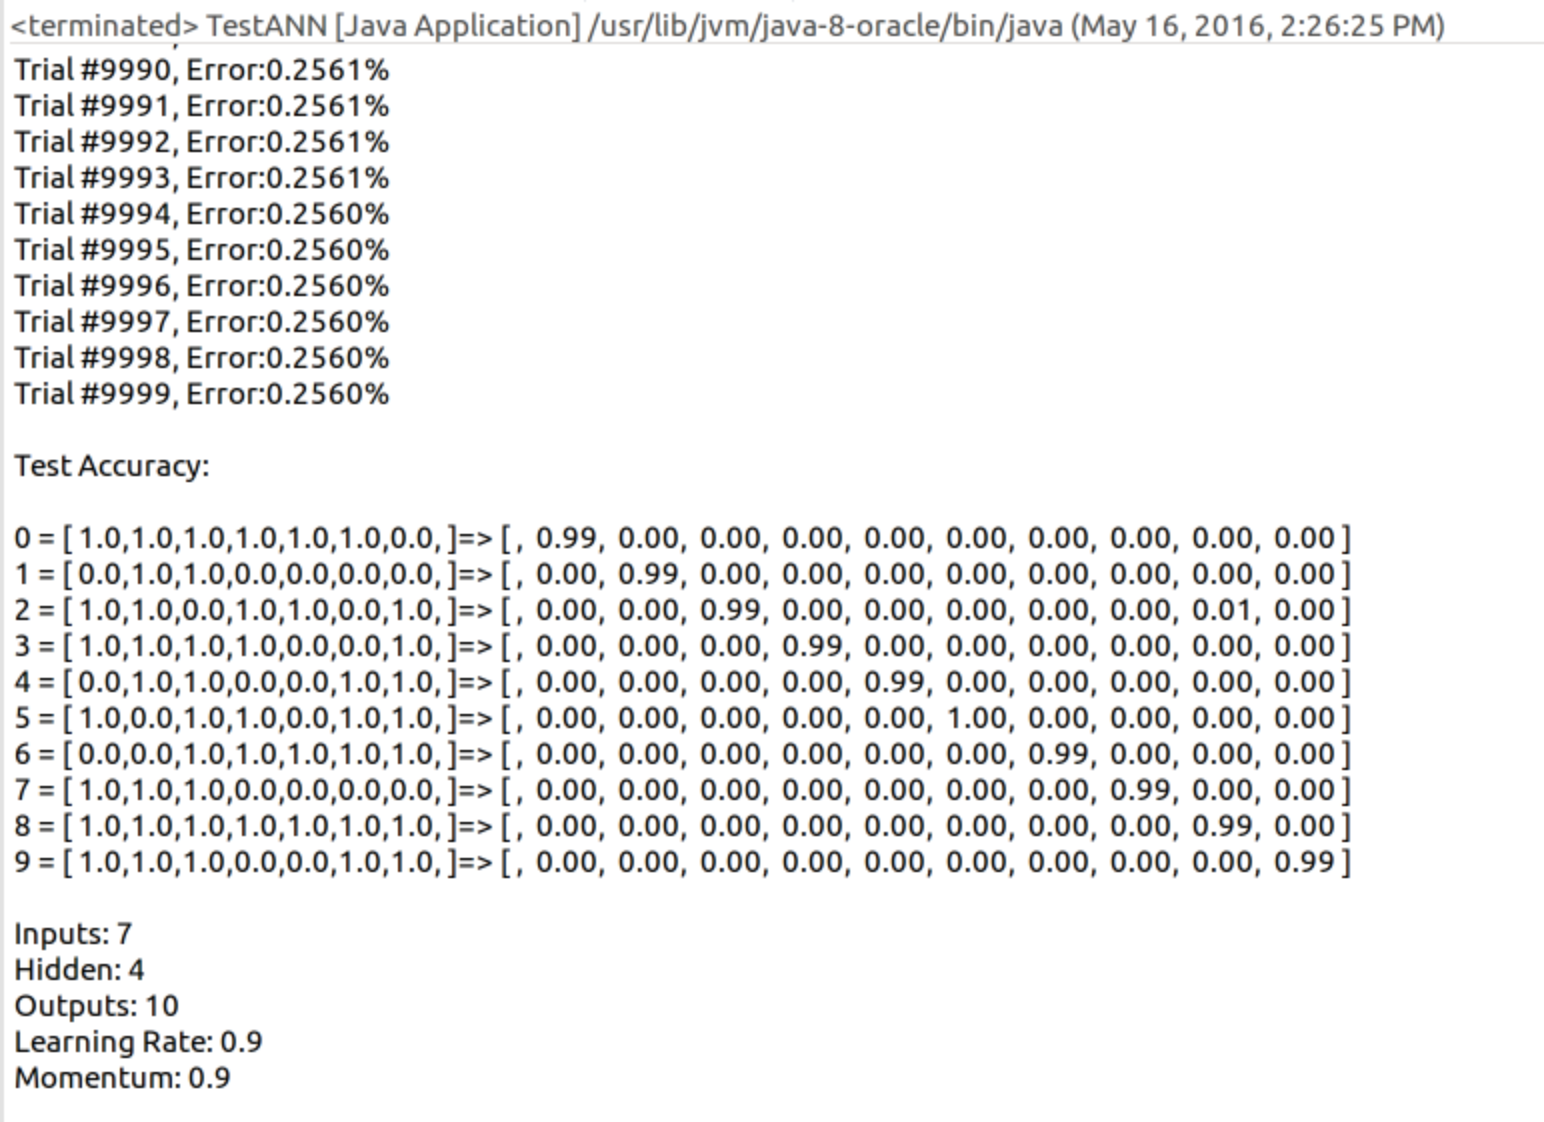 <terminated> TestANN [Java Application] /usr/lib/jvm/java-8-oracle/bin/java (May 16, 2016, 2:26:25 PM)
Trial #9990, Error:0.2561%
Trial #9991, Error:0.2561%
Trial #9992, Error:0.2561%
Trial #9993, Error:0.2561%
Trial #9994, Error:0.2560%
Trial #9995, Error:0.2560%
Trial #9996, Error:0.2560%
Trial #9997, Error:0.2560%
Trial #9998, Error:0.2560%
Trial #9999, Error:0.2560%
Test Accuracy:
0 = [ 1.0,1.0,1.0,1.0,1.0,1.0,0.0, ]=> [, 0.99, 0.00, 0.00, 0.00, 0.00, 0.00, 0.00, 0.00, 0.00, 0.00 ]
1 = [ 0.0,1.0,1.0,0.0,0.0,0.0,0.0, ]=> [, 0.00, 0.99, 0.00, 0.00, 0.00, 0.00, 0.00, 0.00, 0.00, 0.00 ]
2 = [ 1.0,1.0,0.0,1.0,1.0,0.0,1.0, ]=> [, 0.00, 0.00, 0.99, 0.00, 0.00, 0.00, 0.00, 0.00, 0.01, 0.00 ]
3 = [ 1.0,1.0,1.0,1.0,0.0,0.0,1.0, ]=> [, 0.00, 0.00, 0.00, 0.99, 0.00, 0.00, 0.00, 0.00, 0.00, 0.00 ]
4 = [ 0.0,1.0,1.0,0.0,0.0,1.0,1.0, ]=> [, 0.00, 0.00, 0.00, 0.00, 0.99, 0.00, 0.00, 0.00, 0.00, 0.00 ]
5 = [ 1.0,0.0,1.0,1.0,0.0,1.0,1.0, ]=> [, 0.00, 0.00, 0.00, 0.00, 0.00, 1.00, 0.00, 0.00, 0.00, 0.00 ]
6 = [ 0.0,0.0,1.0,1.0,1.0,1.0,1.0, ]=> [, 0.00, 0.00, 0.00, 0.00, 0.00, 0.00, 0.99, 0.00, 0.00, 0.00 ]
7 = [ 1.0,1.0,1.0,0.0,0.0,0.0,0.0, ]=> [, 0.00, 0.00, 0.00, 0.00, 0.00, 0.00, 0.00, 0.99, 0.00, 0.00 ]
8 = [ 1.0,1.0,1.0,1.0,1.0,1.0,1.0, ]=> [, 0.00, 0.00, 0.00, 0.00, 0.00, 0.00, 0.00, 0.00, 0.99, 0.00 ]
9 = [ 1.0,1.0,1.0,0.0,0.0,1.0,1.0, ]=> [, 0.00, 0.00, 0.00, 0.00, 0.00, 0.00, 0.00, 0.00, 0.00, 0.99 ]
Inputs: 7
Hidden: 4
Outputs: 10
Learning Rate: 0.9
Momentum: 0.9